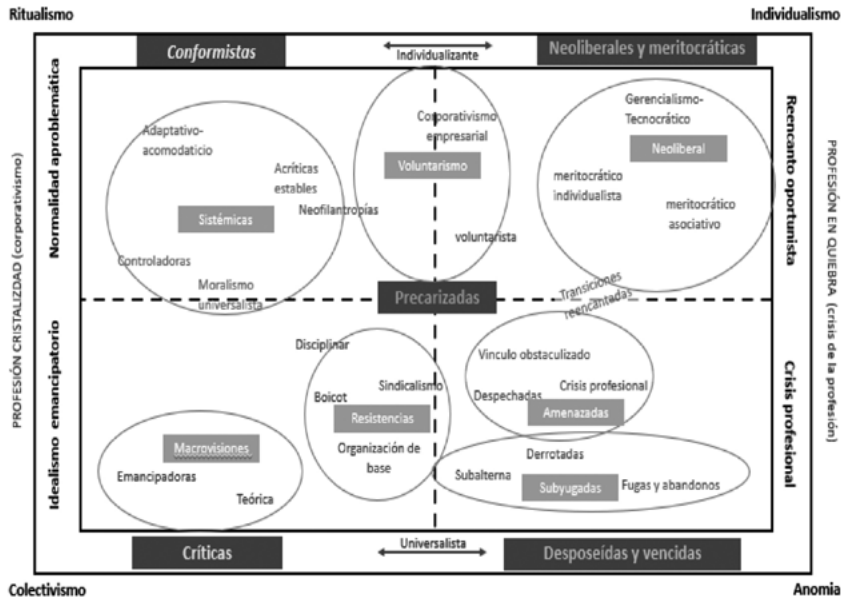 Ritualismo
Individualismo
Conformistas
Individualizante
Neoliberales y meritocráticas
PROFESIÓN CRISTALIZDAD (corporativismo)
Normalidad aproblemática
Adaptativo-
acomodaticio
Acríticas
estables
Sistémicas
Neofilantropías
Controladoras
Moralismo
universalista
Corporativismo
empresarial
Voluntarismo
voluntarista
Gerencialismo-
Tecnocrático
Neoliberal
meritocrático
individualista
meritocrático
asociativo
Reencanto oportunista
PROFESIÓN EN QUIEBRA (crisis de la profesión)
Precarizadas
Transiciones
reencantadas
Idealismo emancipatorio
Macrovisiones
Emancipadoras
Teórica
Disciplinar
Sindicalismo
Boicot
Resistencias
Organización de
base
Vinculo obstaculizado
Crisis profesional
Despechadas
Amenazadas
Derrotadas
Subalterna
Subyugadas
Fugas y abandonos
Crisis profesional
Críticas
Universalista
Desposeídas y vencidas
Colectivismo
Anomia